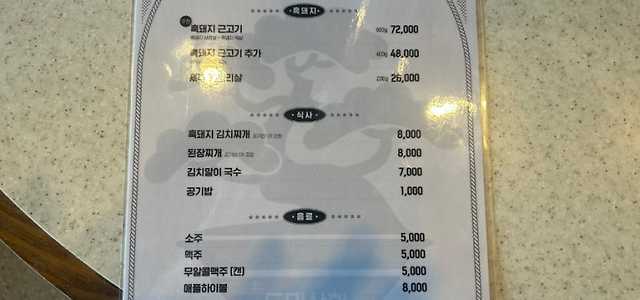 흑돼지
흑돼지 근고기 600g 72,000
흑돼지 근고기 추가 400g 48,000
26,000
식사
흑돼지 김치찌개 8,000
된장찌개 8,000
김치말이 국수 7,000
공기밥 1,000
음료
소주 5,000
맥주 5,000
무알콜맥주 (캔) 5,000
애플하이볼 8,000